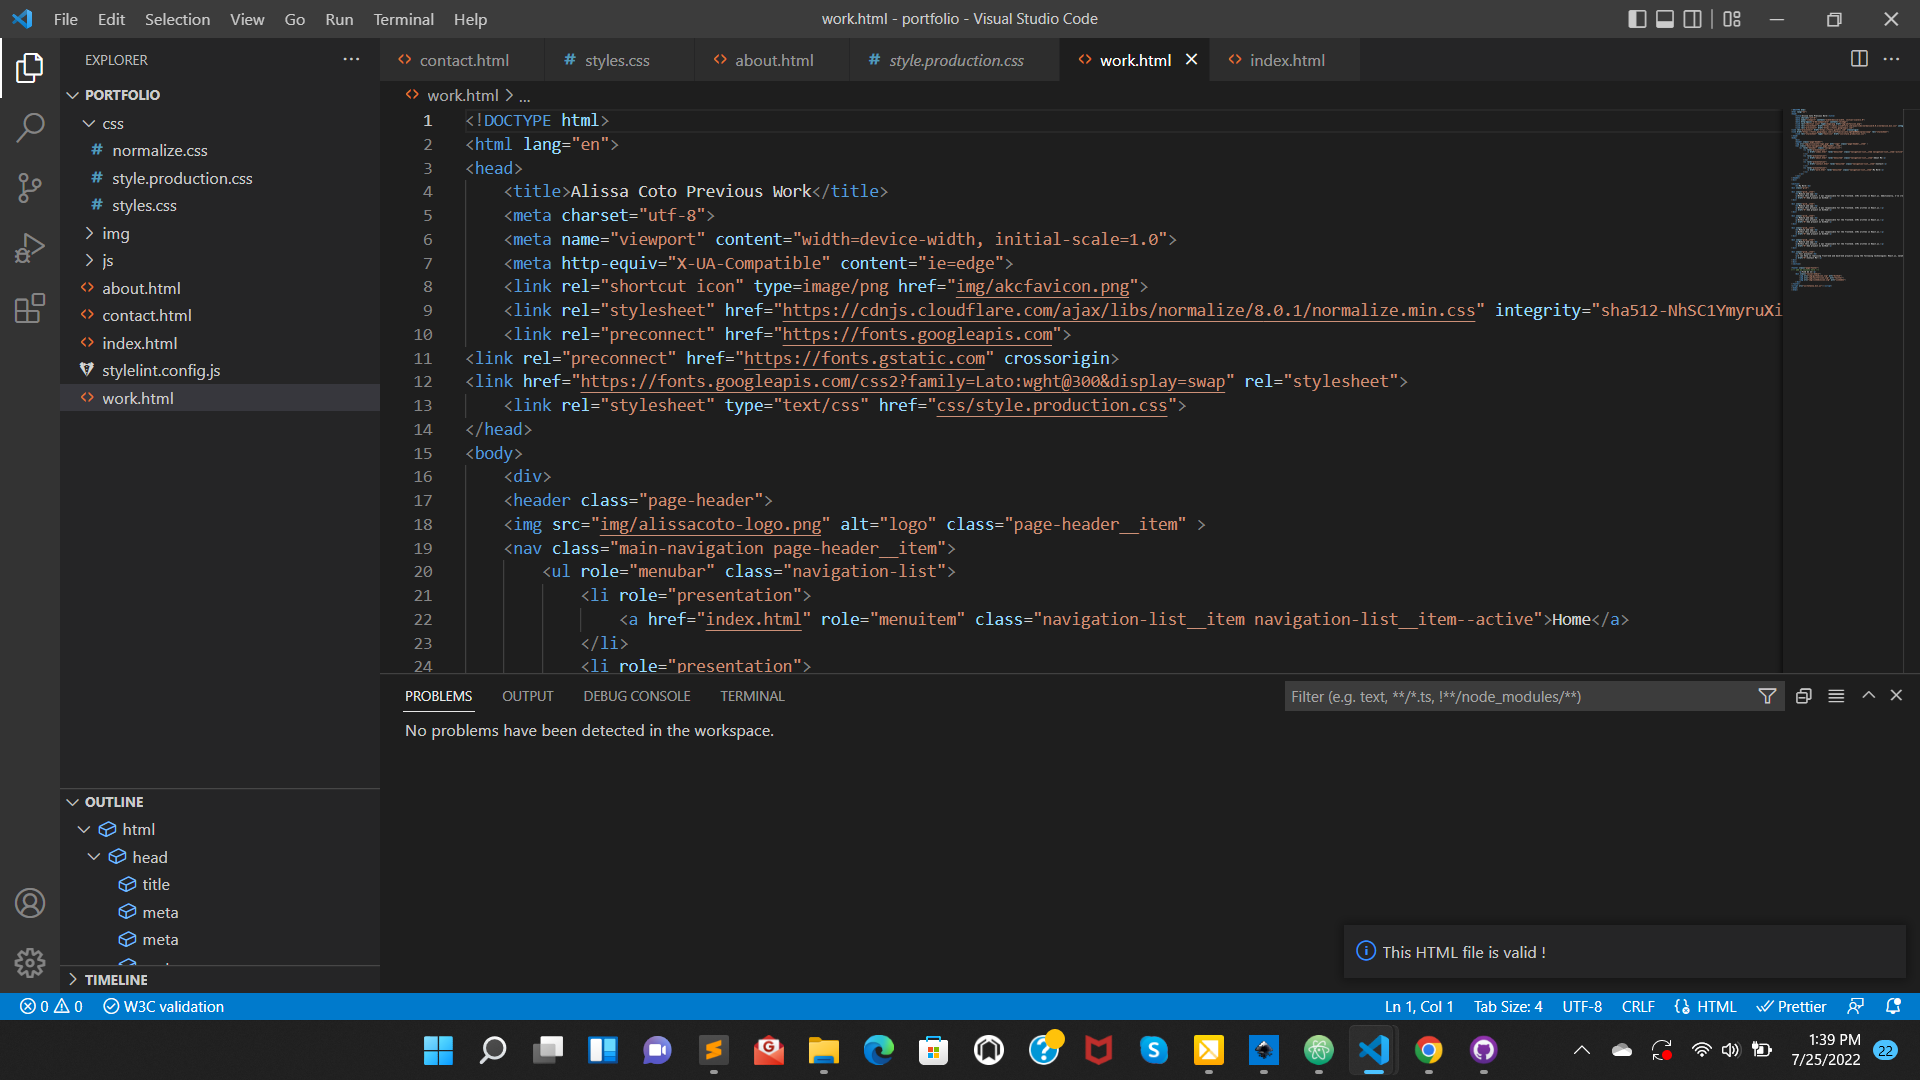 File Edit Selection View Go Run Terminal Help
work.html - portfolio - Visual Studio Code
EXPLORER
PORTFOLIO
css
normalize.css
style.production.css
styles.css
img
js
about.html
contact.html
index.html
stylelint.config.js
work.html
OUTLINE
html
head
title
meta
meta
TIMELINE
contact.html styles.css about.html style.production.css work.html index.html
work.html > ...
1 <!DOCTYPE html>
2 <html lang="en">
3 <head>
4 <title>Alissa Coto Previous Work</title>
5 <meta charset="utf-8">
6 <meta name="viewport" content="width=device-width, initial-scale=1.0">
7 <meta http-equiv="X-UA-Compatible" content="ie=edge">
8 <link rel="shortcut icon" type=image/png href="img/akcfavicon.png">
9 <link rel="stylesheet" href="https://cdnjs.cloudflare.com/ajax/libs/normalize/8.0.1/normalize.min.css" integrity="sha512-NhSC1YmyruXi
10 <link rel="preconnect" href="https://fonts.googleapis.com">
11 <link rel="preconnect" href="https://fonts.gstatic.com" crossorigin>
12 <link href="https://fonts.googleapis.com/css2?family=Lato:wght@300&display=swap" rel="stylesheet">
13 <link rel="stylesheet" type="text/css" href="css/style.production.css">
14 </head>
15 <body>
16 <div>
17 <header class="page-header">
18 <img src="img/alissacoto-logo.png" alt="logo" class="page-header__item" >
19 <nav class="main-navigation page-header__item">
20 <ul role="menubar" class="navigation-list">
21 <li role="presentation">
22 <a href="index.html" role="menuitem" class="navigation-list__item navigation-list__item--active">Home</a>
23 </li>
24 <li role="presentation">
PROBLEMS OUTPUT DEBUG CONSOLE TERMINAL
Filter (e.g. text, **/*.ts, !**/node_modules/**)
No problems have been detected in the workspace.
This HTML file is valid !
0 0 W3C validation
Ln 1, Col 1 Tab Size: 4 UTF-8 CRLF HTML Prettier
1:39 PM
7/25/2022
22